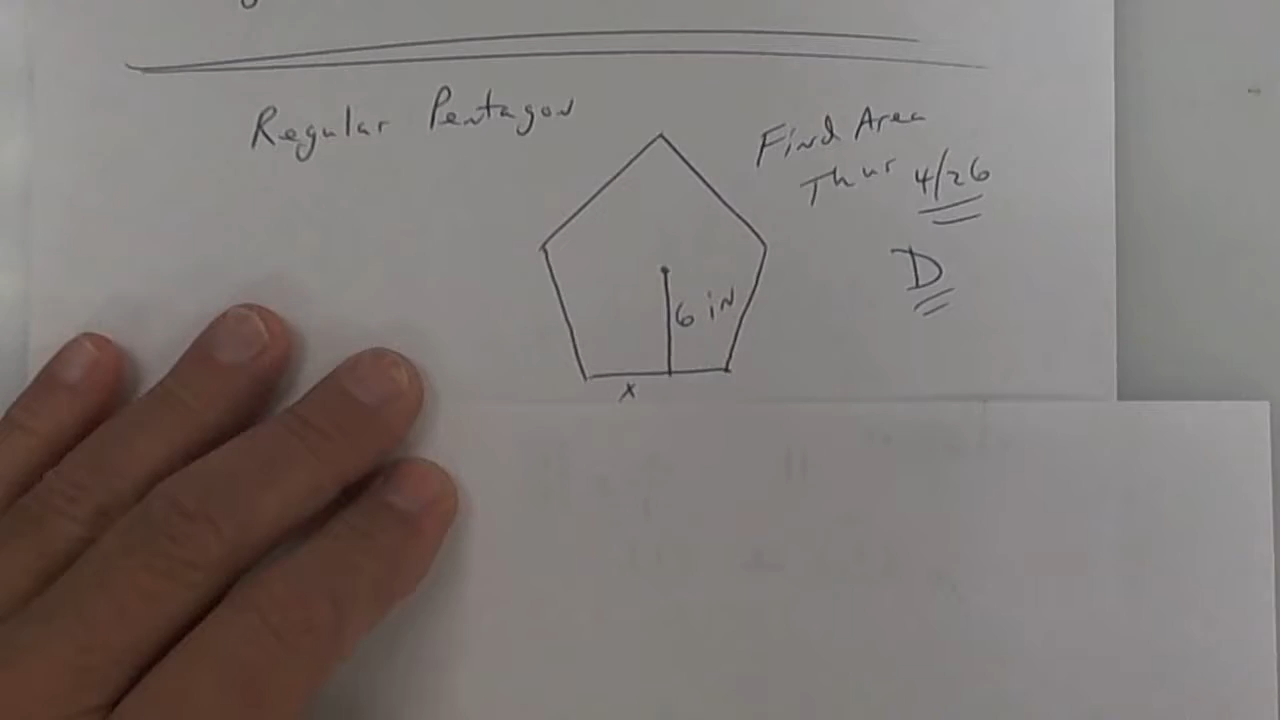 Regular Pentagon
Find Area
Thur 4/26
D
6 in
x